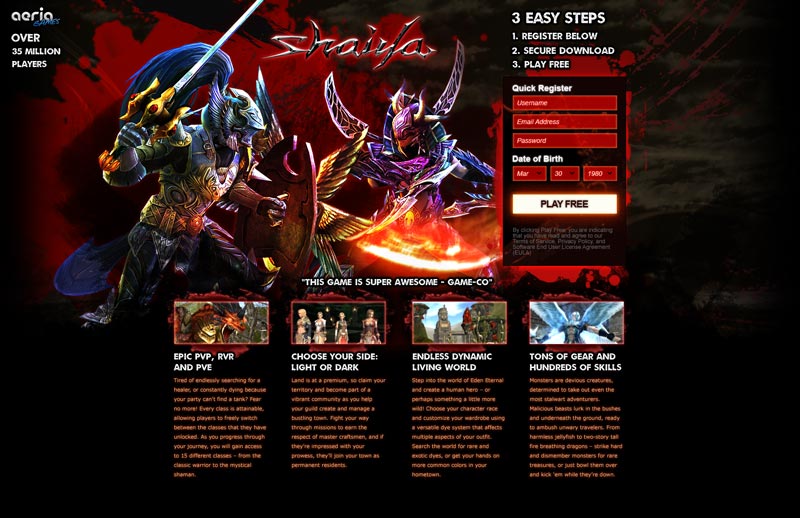 aeria
GAMES
OVER
35 MILLION
PLAYERS
Shaiya
3 EASY STEPS
1. REGISTER BELOW
2. SECURE DOWNLOAD
3. PLAY FREE
Quick Register
Username
Email Address
Password
Date of Birth
Mar 30 1980
PLAY FREE
By clicking Play Free, you are indicating
that you have read and agree to our
Terms of Service, Privacy Policy, and
Software End User License Agreement
(EULA)
"THIS GAME IS SUPER AWESOME - GAME-CO"
EPIC PVP, RVR
AND PVE
Tired of endlessly searching for a
healer, or constantly dying because
your party can't find a tank? Fear
no more! Every class is attainable,
allowing players to freely switch
between the classes that they have
unlocked. As you progress through
your journey, you will gain access
to 15 different classes – from the
classic warrior to the mystical
shaman.
CHOOSE YOUR SIDE:
LIGHT OR DARK
Land is at a premium, so claim your
territory and become part of a
vibrant community as you help
your guild create and manage a
bustling town. Fight your way
through missions to earn the
respect of master craftsmen, and if
they're impressed with your
prowess, they'll join your town as
permanent residents.
ENDLESS DYNAMIC
LIVING WORLD
Step into the world of Eden Eternal
and create a human hero – or
perhaps something a little more
wild! Choose your character race
and customize your wardrobe using
a versatile dye system that affects
multiple aspects of your outfit.
Search the world for rare and
exotic dyes, or get your hands on
more common colors in your
hometown.
TONS OF GEAR AND
HUNDREDS OF SKILLS
Monsters are devious creatures,
determined to take out even the
most stalwart adventurers.
Malicious beasts lurk in the bushes
and underneath the ground, ready
to ambush unwary travelers. From
harmless jellyfish to two-story tall
fire breathing dragons – strike hard
and dismember monsters for rare
treasures, or just bowl them over
and kick 'em while they're down.